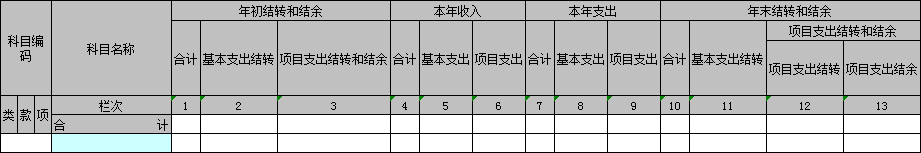 年初结转和结余 本年收入 本年支出 年末结转和结余
科目编码 科目名称 合计 基本支出结转 项目支出结转和结余 合计 基本支出 项目支出 合计 基本支出 项目支出 合计 基本支出结转 项目支出结转和结余
项目支出结转 项目支出结余
类 款 项 栏次 1 2 3 4 5 6 7 8 9 10 11 12 13
合 计